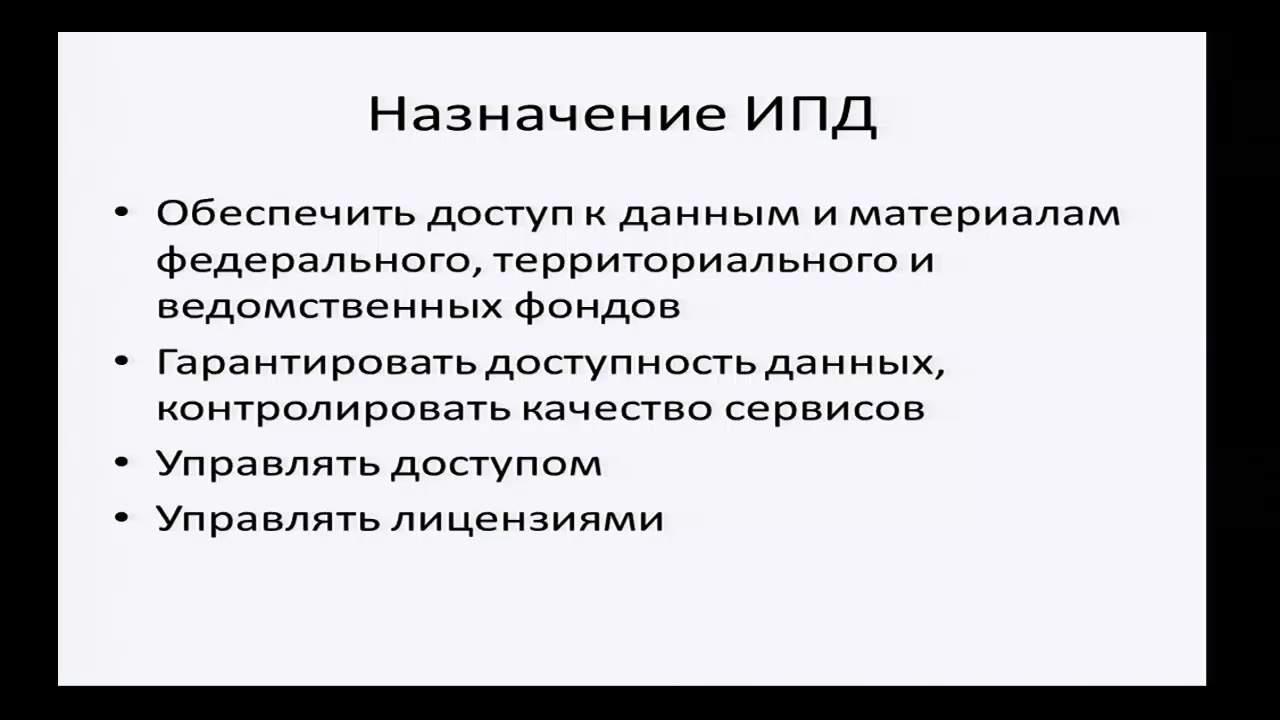 Назначение ИПД
• Обеспечить доступ к данным и материалам
федерального, территориального и
ведомственных фондов
• Гарантировать доступность данных,
контролировать качество сервисов
• Управлять доступом
• Управлять лицензиями